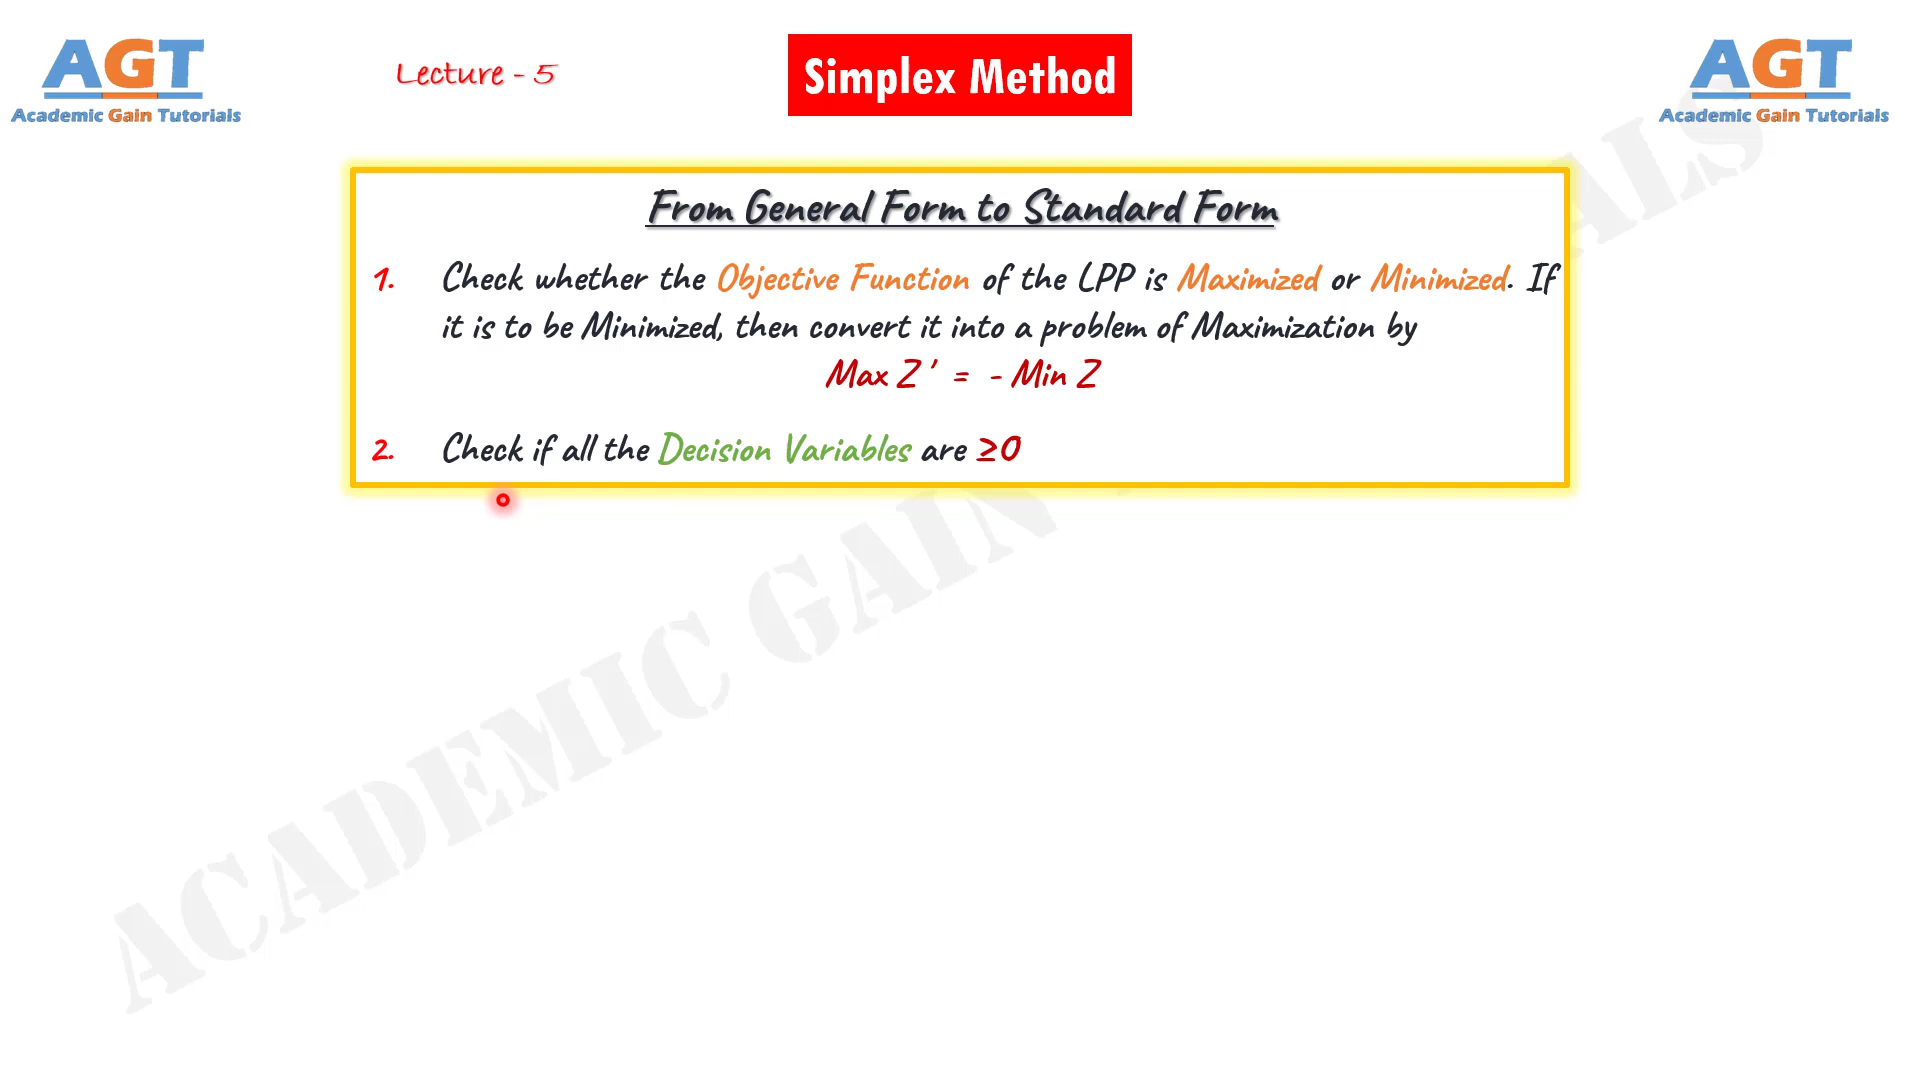 AGT
Academic Gain Tutorials
Lecture - 5
Simplex Method
AGT
Academic Gain Tutorials
From General Form to Standard Form
1. Check whether the Objective Function of the LPP is Maximized or Minimized. If
it is to be Minimized, then convert it into a problem of Maximization by
Max Z ' = - Min Z
2. Check if all the Decision Variables are ≥0
ACADEMIC GAIN ALS